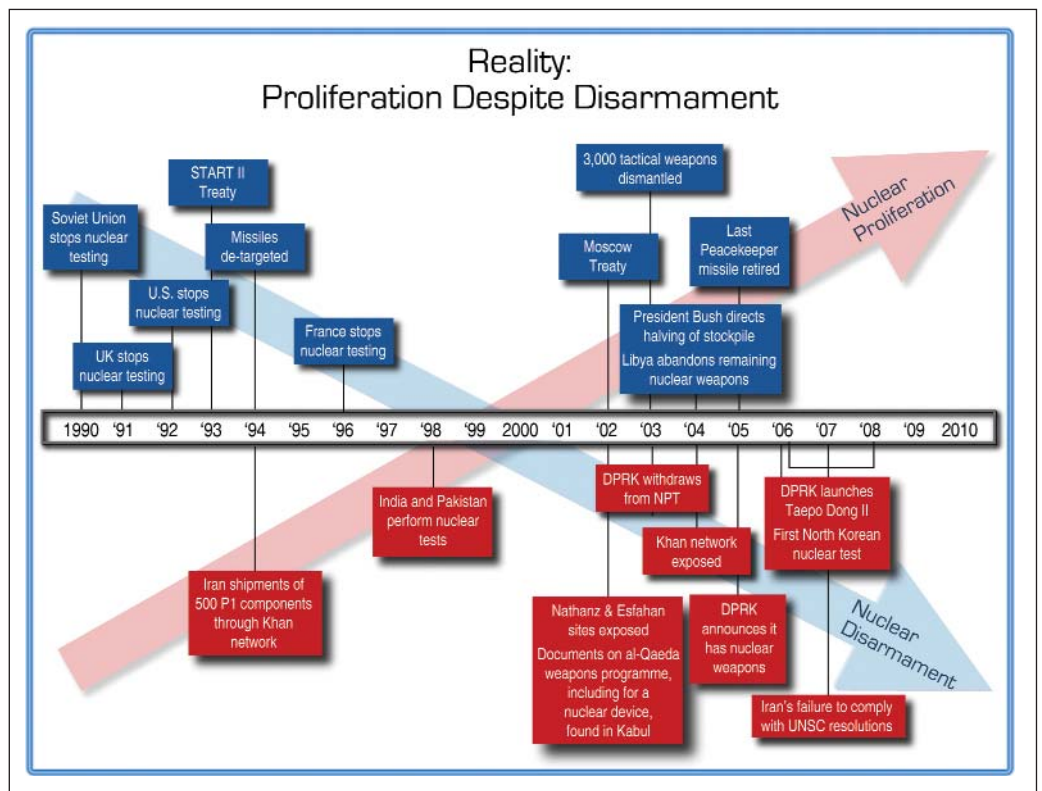 Reality:
Proliferation Despite Disarmament
START II
Treaty
3,000 tactical weapons
dismantled
Nuclear
Proliferation
Soviet Union
stops nuclear
testing
Missiles
de-targeted
Moscow
Treaty
Last
Peacekeeper
missile retired
U.S. stops
nuclear testing
UK stops
nuclear testing
France stops
nuclear testing
President Bush directs
halving of stockpile
Libya abandons remaining
nuclear weapons
1990 '91 '92 '93 '94 '95 '96 '97 '98 '99 2000 '01 '02 '03 '04 '05 '06 '07 '08 '09 2010
India and Pakistan
perform nuclear
tests
DPRK withdraws
from NPT
DPRK launches
Taepo Dong II
First North Korean
nuclear test
Khan network
exposed
Iran shipments of
500 P1 components
through Khan
network
Nathanz & Esfahan
sites exposed
Documents on al-Qaeda
weapons programme,
including for a
nuclear device,
found in Kabul
DPRK
announces it
has nuclear
weapons
Nuclear
Disarmament
Iran's failure to comply
with UNSC resolutions